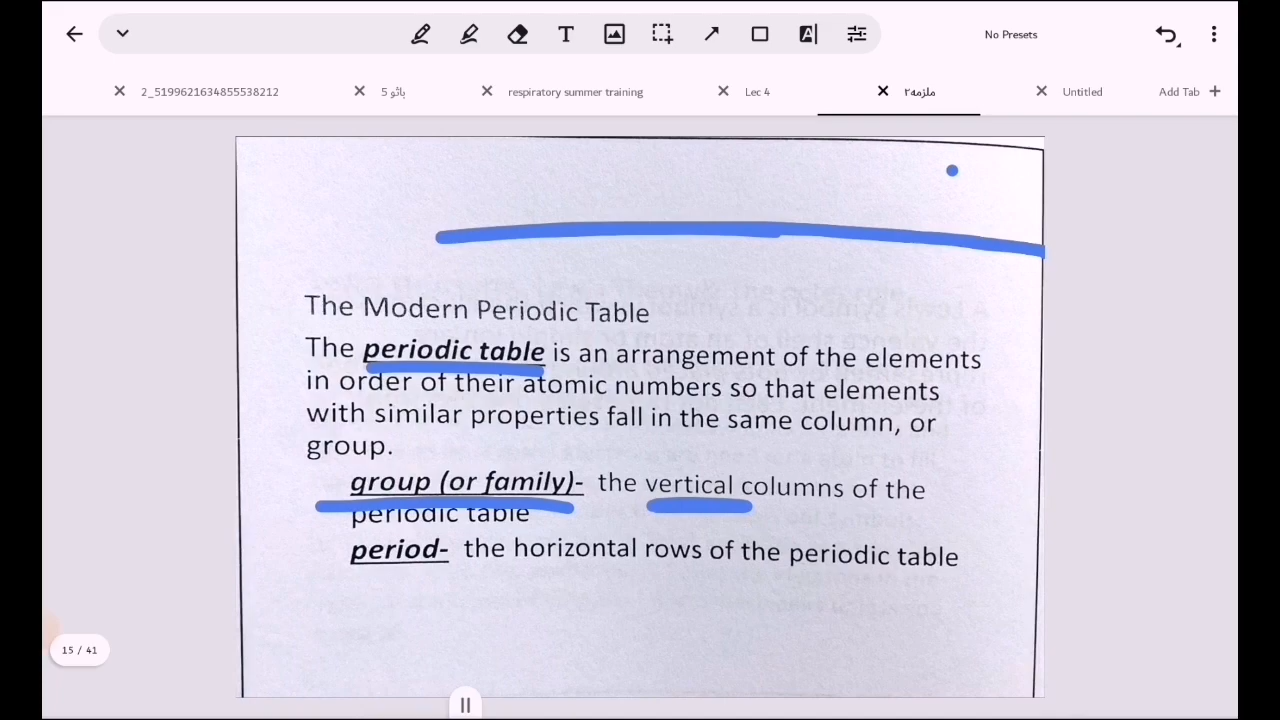 No Presets
2_5199621634855538212
باثو 5
respiratory summer training
Lec 4
ملزمه٢
Untitled
Add Tab
The Modern Periodic Table
The periodic table is an arrangement of the elements
in order of their atomic numbers so that elements
with similar properties fall in the same column, or
group.
group (or family)- the vertical columns of the
periodic table
period- the horizontal rows of the periodic table
15 / 41